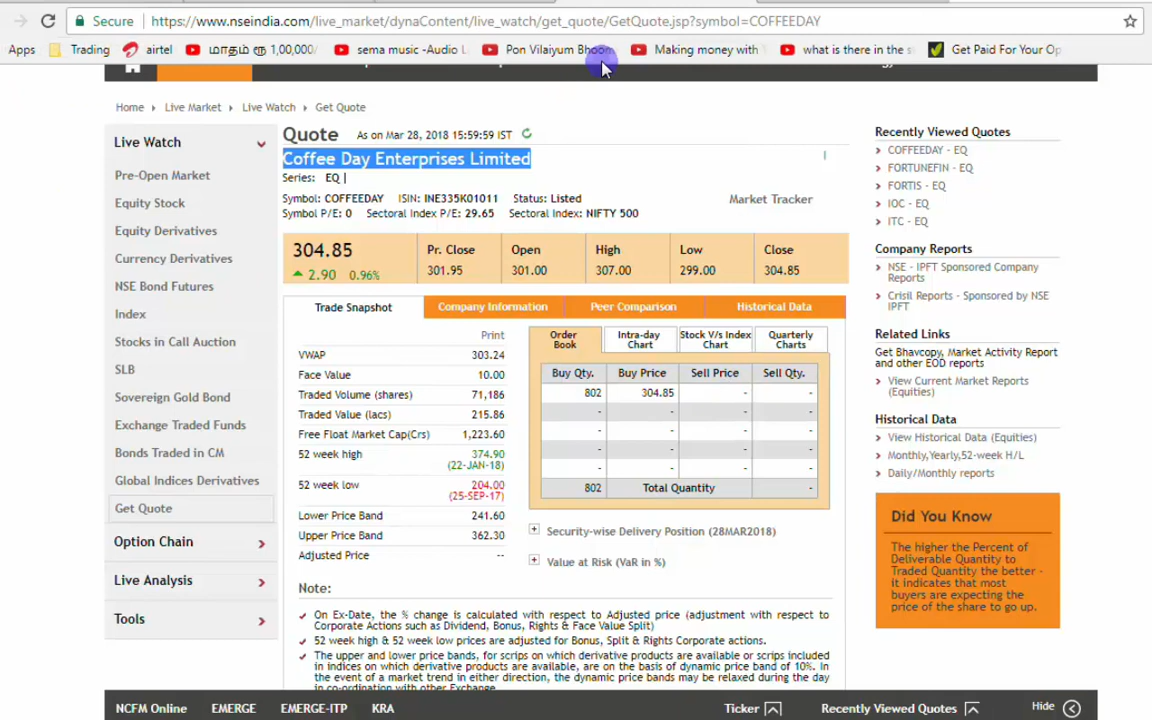 Secure https://www.nseindia.com/live_market/dynaContent/live_watch/get_quote/GetQuote.jsp?symbol=COFFEEDAY
Apps Trading airtel மாதம் ரூ 1,00,000/ sema music -Audio L Pon Vilaiyum Bhoom Making money with what is there in the s Get Paid For Your Op
Home Live Market Live Watch Get Quote
Live Watch
Pre-Open Market
Equity Stock
Equity Derivatives
Currency Derivatives
NSE Bond Futures
Index
Stocks in Call Auction
SLB
Sovereign Gold Bond
Exchange Traded Funds
Bonds Traded in CM
Global Indices Derivatives
Get Quote
Option Chain
Live Analysis
Tools
Quote As on Mar 28, 2018 15:59:59 IST
Coffee Day Enterprises Limited
Series: EQ |
Symbol: COFFEEDAY ISIN: INE335K01011 Status: Listed
Symbol P/E: 0 Sectoral Index P/E: 29.65 Sectoral Index: NIFTY 500
Market Tracker
304.85 Pr. Close Open High Low Close
2.90 0.96% 301.95 301.00 307.00 299.00 304.85
Trade Snapshot Company Information Peer Comparison Historical Data
Print
VWAP 303.24
Face Value 10.00
Traded Volume (shares) 71,186
Traded Value (lacs) 215.86
Free Float Market Cap(Crs) 1,223.60
52 week high 374.90
(22-JAN-18)
52 week low 204.00
(25-SEP-17)
Lower Price Band 241.60
Upper Price Band 362.30
Adjusted Price --
Order Book Intra-day Chart Stock V/s Index Chart Quarterly Charts
Buy Qty. Buy Price Sell Price Sell Qty.
802 304.85 - -
- - - -
- - - -
- - - -
- - - -
802 Total Quantity -
+ Security-wise Delivery Position (28MAR2018)
+ Value at Risk (VaR in %)
Note:
On Ex-Date, the % change is calculated with respect to Adjusted price (adjustment with respect to
Corporate Actions such as Dividend, Bonus, Rights & Face Value Split)
52 week high & 52 week low prices are adjusted for Bonus, Split & Rights Corporate actions.
The upper and lower price bands, for scrips on which derivative products are available or scrips included
in indices on which derivative products are available, are on the basis of dynamic price band of 10%. In
the event of a market trend in either direction, the dynamic price bands may be relaxed during the day
in co-ordination with other Exchange.
Recently Viewed Quotes
COFFEEDAY - EQ
FORTUNEFIN - EQ
FORTIS - EQ
IOC - EQ
ITC - EQ
Company Reports
NSE - IPFT Sponsored Company
Reports
Crisil Reports - Sponsored by NSE
IPFT
Related Links
Get Bhavcopy, Market Activity Report
and other EOD reports
View Current Market Reports
(Equities)
Historical Data
View Historical Data (Equities)
Monthly,Yearly,52-week H/L
Daily/Monthly reports
Did You Know
The higher the Percent of
Deliverable Quantity to
Traded Quantity the better -
it indicates that most
buyers are expecting the
price of the share to go up.
NCFM Online EMERGE EMERGE-ITP KRA Ticker Recently Viewed Quotes Hide